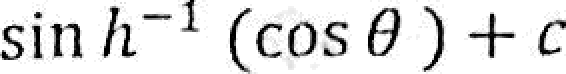 sin h⁻¹ (cos θ ) + c